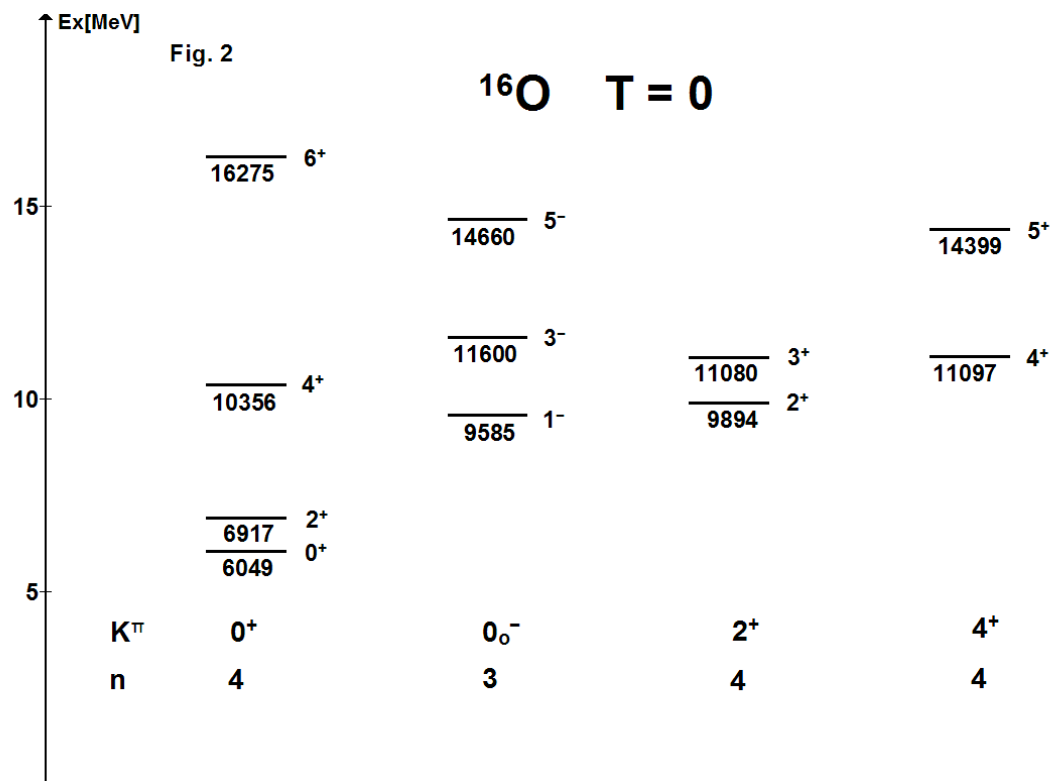 Ex[MeV]
Fig. 2
¹⁶O T = 0
16275 6⁺
15
14660 5⁻
14399 5⁺
11600 3⁻
11080 3⁺
11097 4⁺
10356 4⁺
10
9585 1⁻
9894 2⁺
6917 2⁺
6049 0⁺
5
Kᵖⁱ 0⁺ 0ₒ⁻ 2⁺ 4⁺
n 4 3 4 4